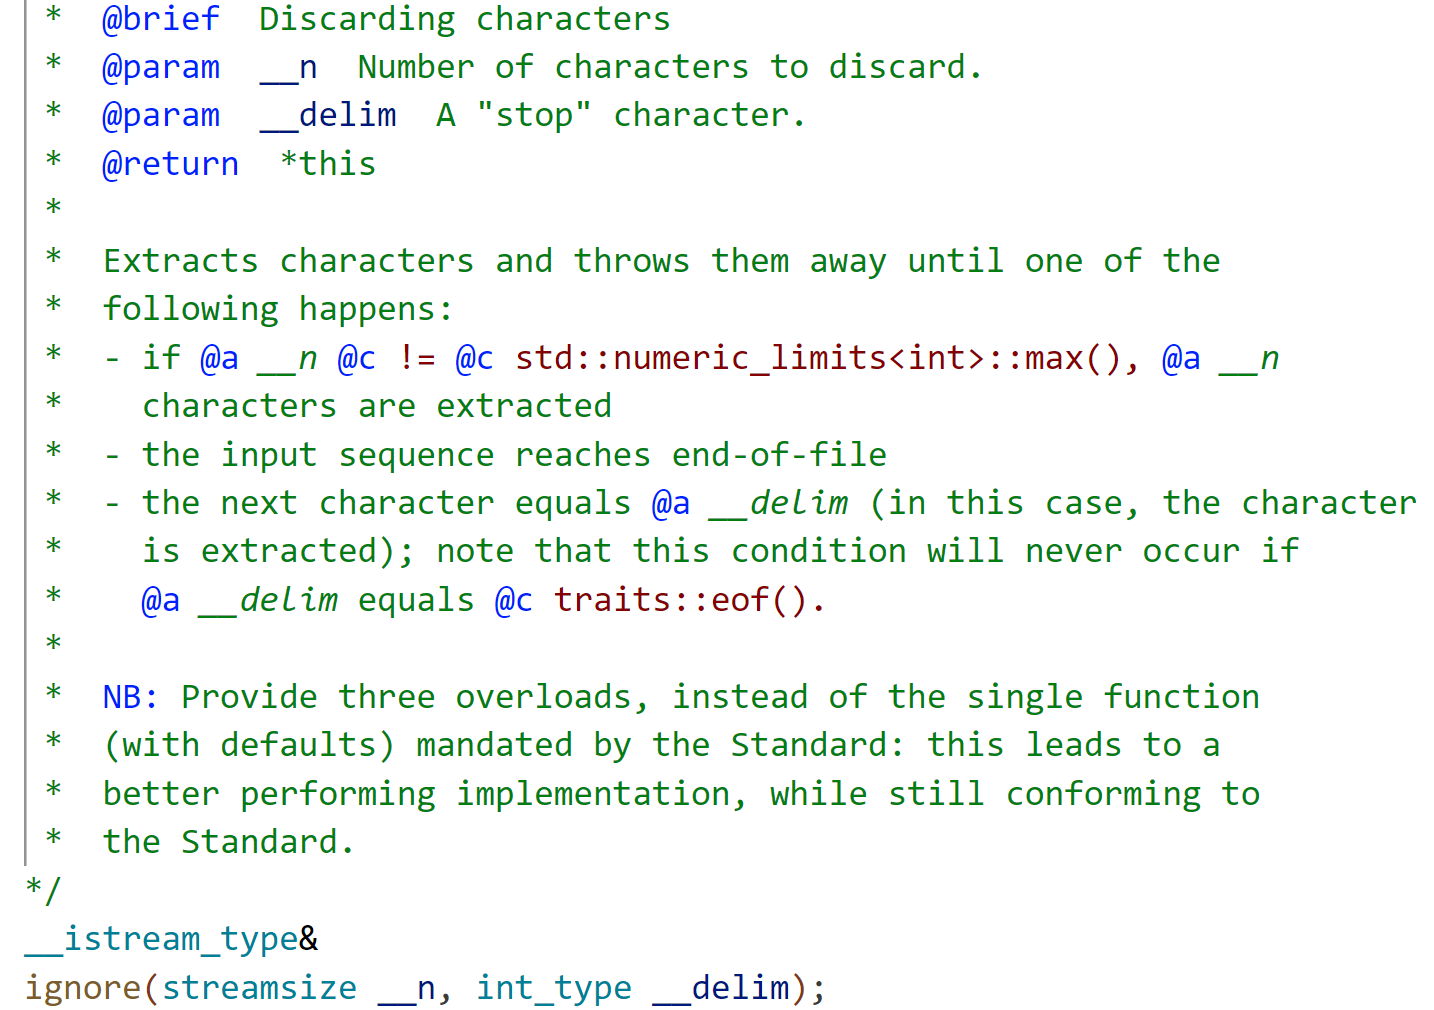 *  @brief  Discarding characters
*  @param  __n  Number of characters to discard.
*  @param  __delim  A "stop" character.
*  @return  *this
*
*  Extracts characters and throws them away until one of the
*  following happens:
*  - if @a __n @c != @c std::numeric_limits<int>::max(), @a __n
*    characters are extracted
*  - the input sequence reaches end-of-file
*  - the next character equals @a __delim (in this case, the character
*    is extracted); note that this condition will never occur if
*    @a __delim equals @c traits::eof().
*
*  NB: Provide three overloads, instead of the single function
*  (with defaults) mandated by the Standard: this leads to a
*  better performing implementation, while still conforming to
*  the Standard.
*/
__istream_type&
ignore(streamsize __n, int_type __delim);